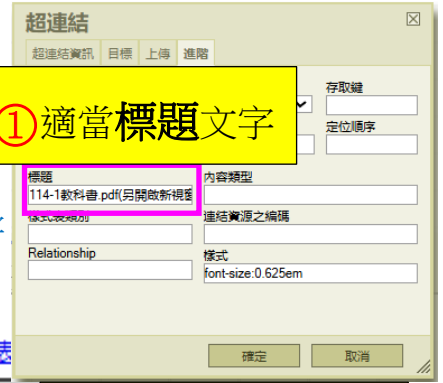 超連結
超連結資訊 目標 上傳 進階
①適當標題文字
存取鍵
定位順序
標題 內容類型
114-1教科書.pdf(另開啟新視窗
樣式表類別 連結資源之編碼
Relationship 樣式
font-size:0.625em
確定 取消
表